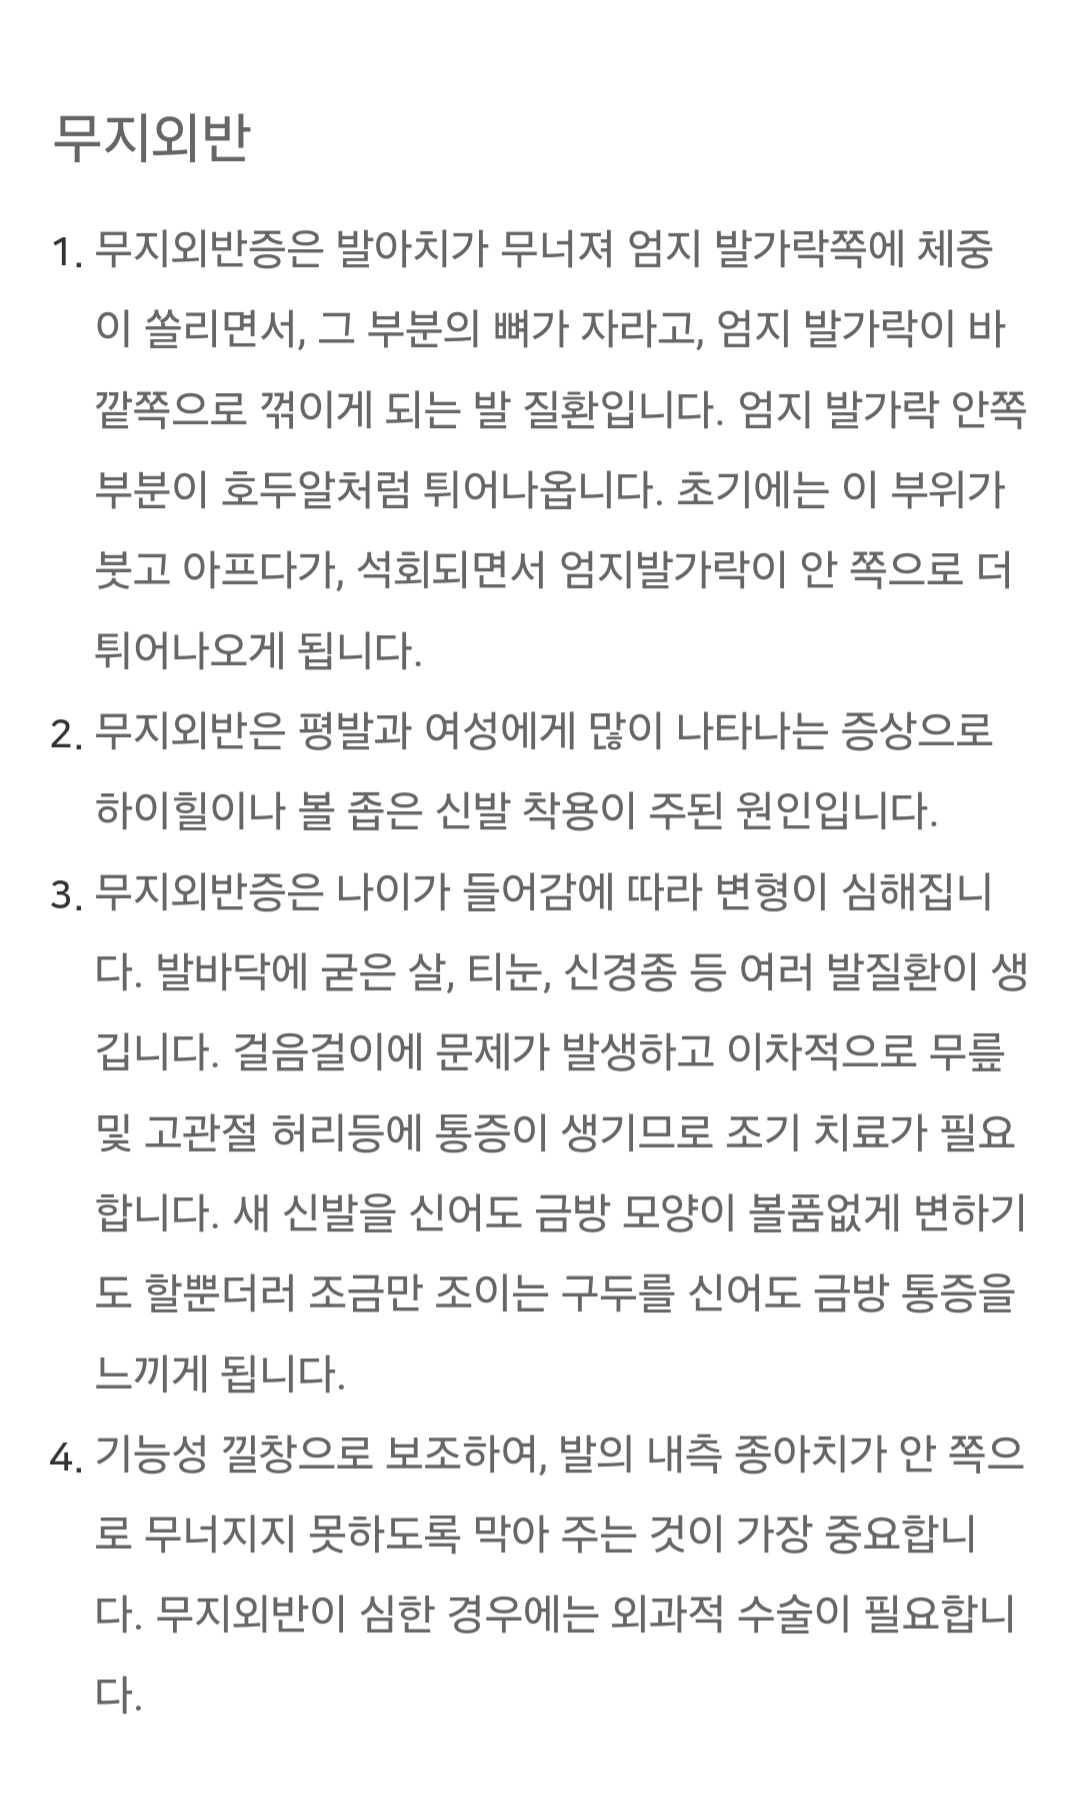 무지외반
1. 무지외반증은 발아치가 무너져 엄지 발가락쪽에 체중
이 쏠리면서, 그 부분의 뼈가 자라고, 엄지 발가락이 바
깥쪽으로 꺾이게 되는 발 질환입니다. 엄지 발가락 안쪽
부분이 호두알처럼 튀어나옵니다. 초기에는 이 부위가
붓고 아프다가, 석회되면서 엄지발가락이 안 쪽으로 더
튀어나오게 됩니다.
2. 무지외반은 평발과 여성에게 많이 나타나는 증상으로
하이힐이나 볼 좁은 신발 착용이 주된 원인입니다.
3. 무지외반증은 나이가 들어감에 따라 변형이 심해집니
다. 발바닥에 굳은 살, 티눈, 신경종 등 여러 발질환이 생
깁니다. 걸음걸이에 문제가 발생하고 이차적으로 무릎
및 고관절 허리등에 통증이 생기므로 조기 치료가 필요
합니다. 새 신발을 신어도 금방 모양이 볼품없게 변하기
도 할뿐더러 조금만 조이는 구두를 신어도 금방 통증을
느끼게 됩니다.
4. 기능성 낄창으로 보조하여, 발의 내측 종아치가 안 쪽으
로 무너지지 못하도록 막아 주는 것이 가장 중요합니
다. 무지외반이 심한 경우에는 외과적 수술이 필요합니
다.